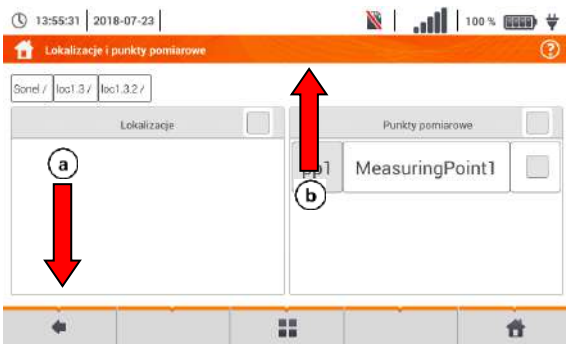 13:55:31 2018-07-23 100 %
Lokalizacje i punkty pomiarowe
Sonel / loc1.3 / loc1.3.2 /
Lokalizacje Punkty pomiarowe
a
pp1 MeasuringPoint1
b